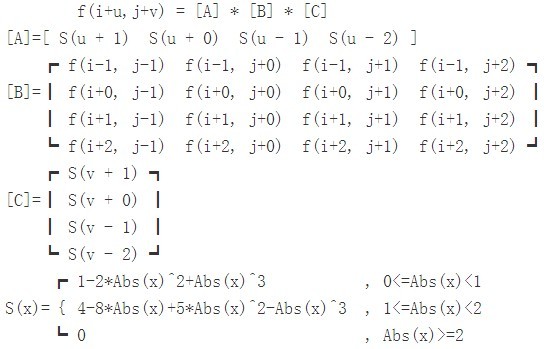 f(i+u,j+v) = [A] * [B] * [C]
[A]=[ S(u + 1)  S(u + 0)  S(u - 1)  S(u - 2) ]
┏ f(i-1, j-1)  f(i-1, j+0)  f(i-1, j+1)  f(i-1, j+2) ┓
[B]=┃ f(i+0, j-1)  f(i+0, j+0)  f(i+0, j+1)  f(i+0, j+2) ┃
┃ f(i+1, j-1)  f(i+1, j+0)  f(i+1, j+1)  f(i+1, j+2) ┃
┗ f(i+2, j-1)  f(i+2, j+0)  f(i+2, j+1)  f(i+2, j+2) ┛
┏ S(v + 1) ┓
[C]=┃ S(v + 0) ┃
┃ S(v - 1) ┃
┗ S(v - 2) ┛
┏ 1-2*Abs(x)^2+Abs(x)^3 , 0<=Abs(x)<1
S(x)={ 4-8*Abs(x)+5*Abs(x)^2-Abs(x)^3 , 1<=Abs(x)<2
┗ 0 , Abs(x)>=2